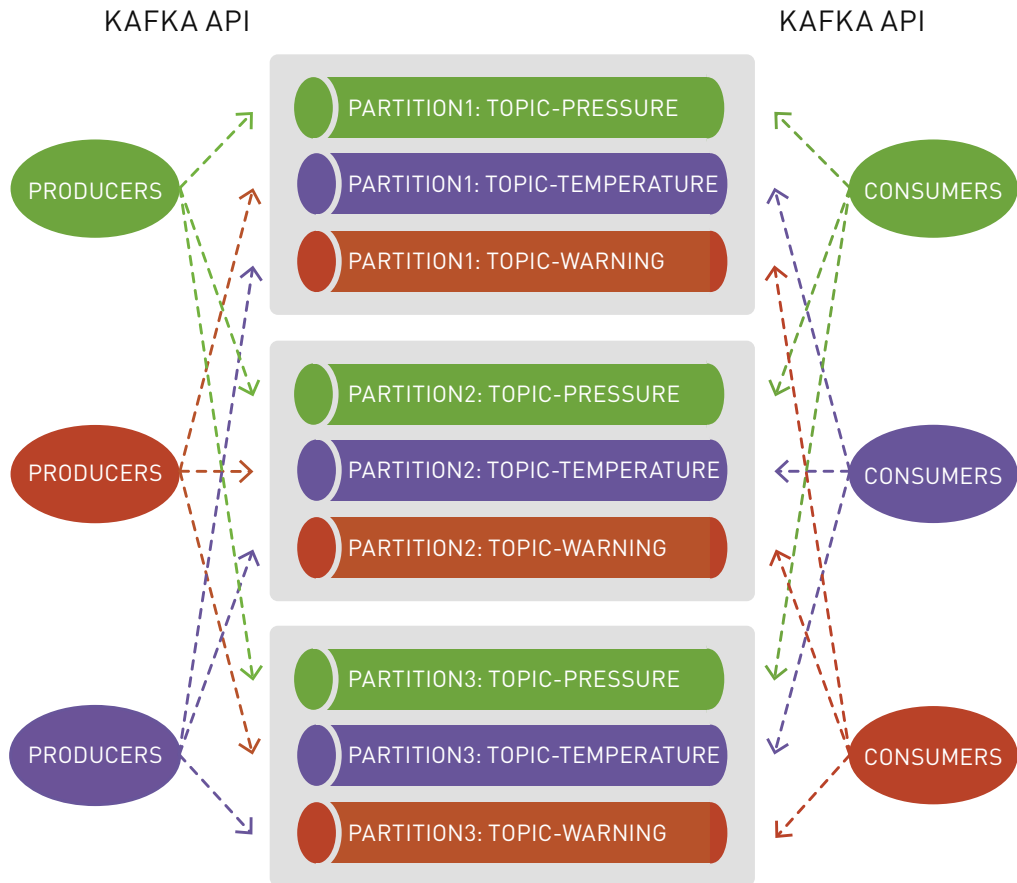 KAFKA API
KAFKA API
PARTITION1: TOPIC-PRESSURE
PRODUCERS
PARTITION1: TOPIC-TEMPERATURE
CONSUMERS
PARTITION1: TOPIC-WARNING
PARTITION2: TOPIC-PRESSURE
PRODUCERS
PARTITION2: TOPIC-TEMPERATURE
CONSUMERS
PARTITION2: TOPIC-WARNING
PARTITION3: TOPIC-PRESSURE
PRODUCERS
PARTITION3: TOPIC-TEMPERATURE
CONSUMERS
PARTITION3: TOPIC-WARNING